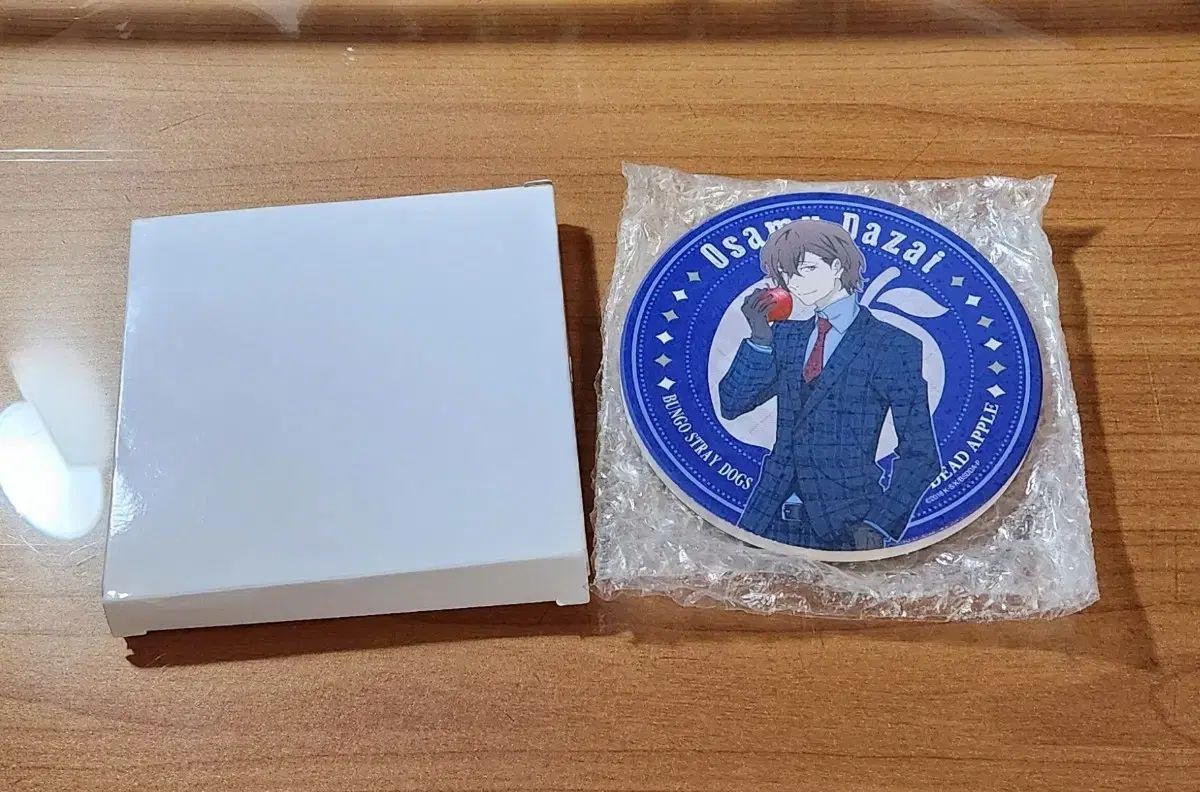 Osamu Dazai
BUNGO STRAY DOGS
DEAD APPLE